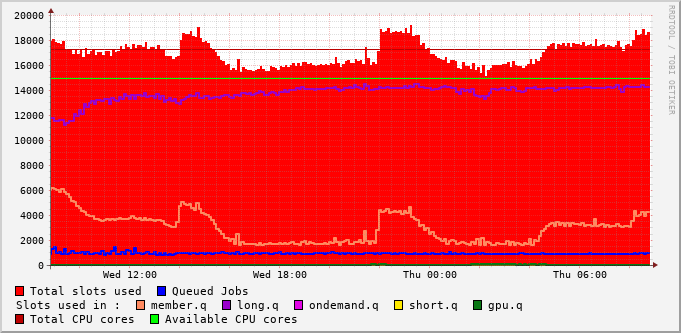 20000
18000
16000
14000
12000
10000
8000
6000
4000
2000
0
Wed 12:00 Wed 18:00 Thu 00:00 Thu 06:00
RRDTOOL / TOBI OETIKER
Total slots used Queued Jobs
Slots used in : member.q long.q ondemand.q short.q gpu.q
Total CPU cores Available CPU cores